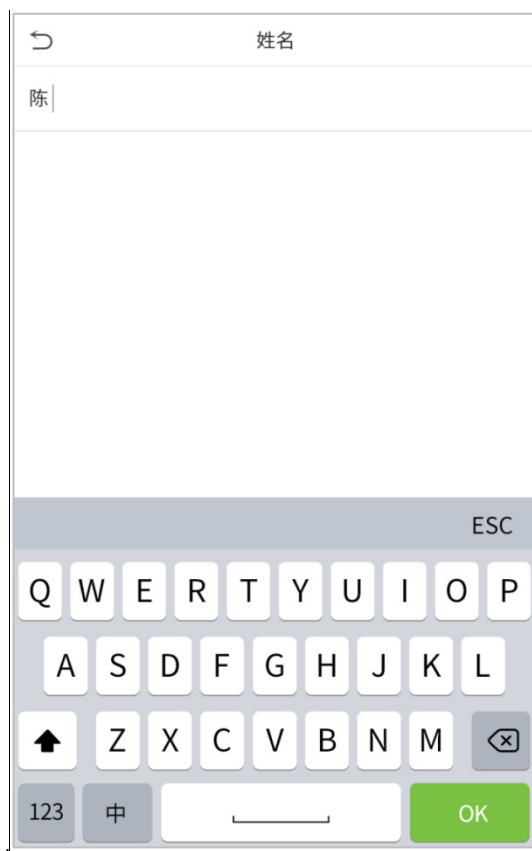 姓名
陈
ESC
Q W E R T Y U I O P
A S D F G H J K L
Z X C V B N M
123 中 OK